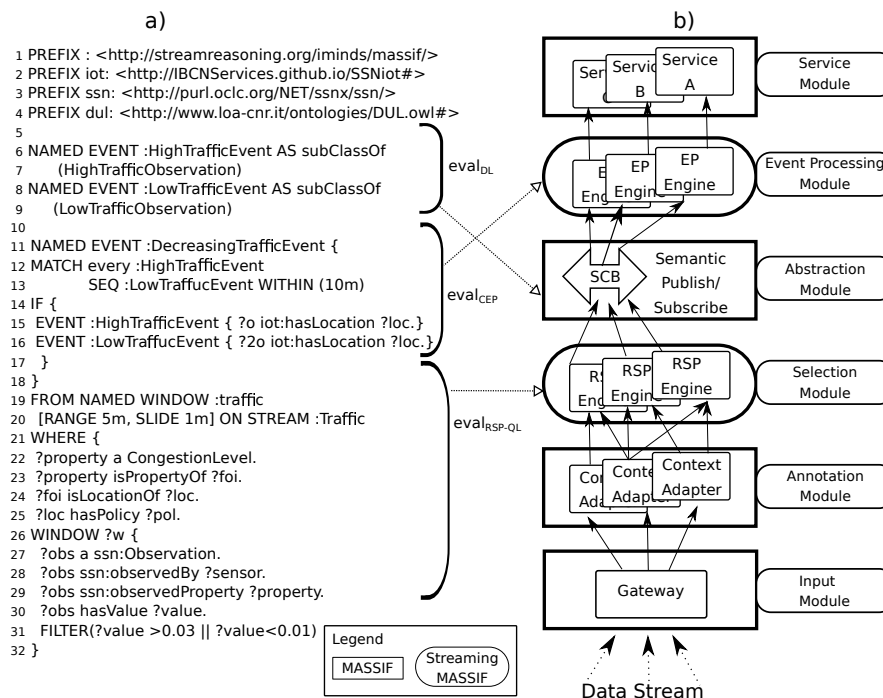 a)
1 PREFIX : <http://streamreasoning.org/iminds/massif/>
2 PREFIX iot: <http://IBCNServices.github.io/SSNiot#>
3 PREFIX ssn: <http://purl.oclc.org/NET/ssnx/ssn/>
4 PREFIX dul: <http://www.loa-cnr.it/ontologies/DUL.owl#>
5
6 NAMED EVENT :HighTrafficEvent AS subClassOf
7 (HighTrafficObservation)
8 NAMED EVENT :LowTrafficEvent AS subClassOf
9 (LowTrafficObservation)
10
11 NAMED EVENT :DecreasingTrafficEvent {
12 MATCH every :HighTrafficEvent
13 SEQ :LowTraffucEvent WITHIN (10m)
14 IF {
15 EVENT :HighTrafficEvent { ?o iot:hasLocation ?loc.}
16 EVENT :LowTraffucEvent { ?2o iot:hasLocation ?loc.}
17 }
18 }
19 FROM NAMED WINDOW :traffic
20 [RANGE 5m, SLIDE 1m] ON STREAM :Traffic
21 WHERE {
22 ?property a CongestionLevel.
23 ?property isPropertyOf ?foi.
24 ?foi isLocationOf ?loc.
25 ?loc hasPolicy ?pol.
26 WINDOW ?w {
27 ?obs a ssn:Observation.
28 ?obs ssn:observedBy ?sensor.
29 ?obs ssn:observedProperty ?property.
30 ?obs hasValue ?value.
31 FILTER(?value >0.03 || ?value<0.01)
32 }
evalDL
evalCEP
evalRSP-QL
Legend
MASSIF
Streaming
MASSIF
b)
Service
B
Service
A
Service
Module
EP
Engine
EP
Engine
Event Processing
Module
SCB
Semantic
Publish/
Subscribe
Abstraction
Module
RSP
Engine
RSP
Engine
Selection
Module
Context
Adapter
Annotation
Module
Gateway
Input
Module
Data Stream